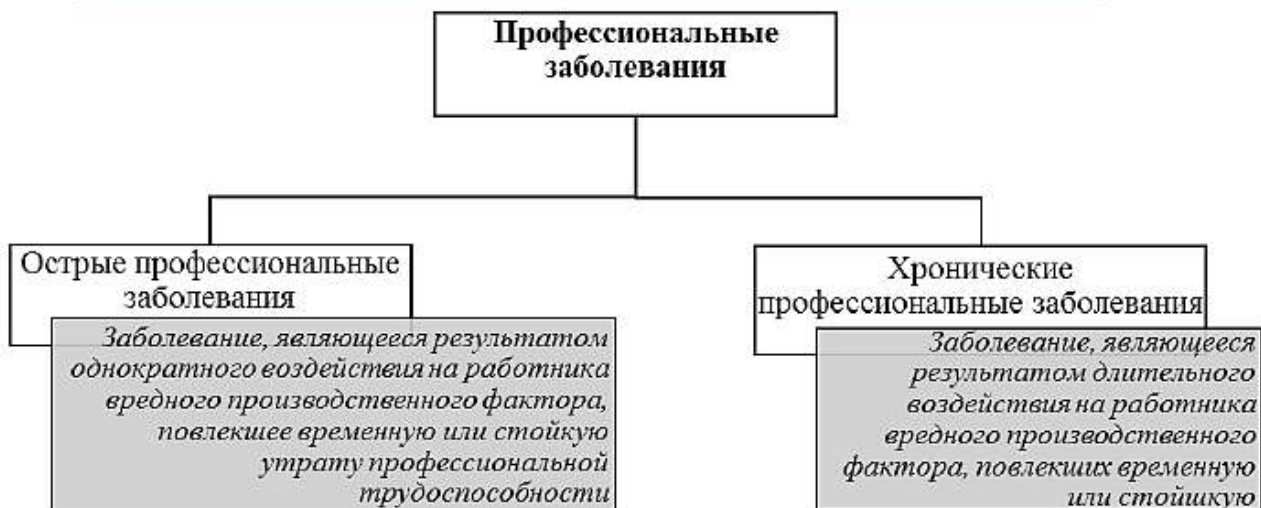 Профессиональные
заболевания
Острые профессиональные
заболевания
Заболевание, являющееся результатом
однократного воздействия на работника
вредного производственного фактора,
повлекшее временную или стойкую
утрату профессиональной
трудоспособности
Хронические
профессиональные заболевания
Заболевание, являющееся
результатом длительного
воздействия на работника
вредного производственного
фактора, повлекших временную
или стойшкую